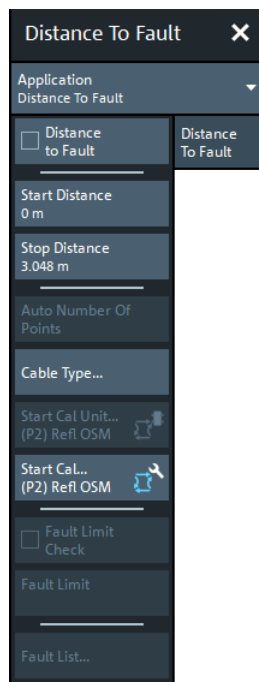 Distance To Fault
Application
Distance To Fault
Distance
to Fault
Distance
To Fault
Start Distance
0 m
Stop Distance
3.048 m
Auto Number Of
Points
Cable Type...
Start Cal Unit...
(P2) Refl OSM
Start Cal...
(P2) Refl OSM
Fault Limit
Check
Fault Limit
Fault List...